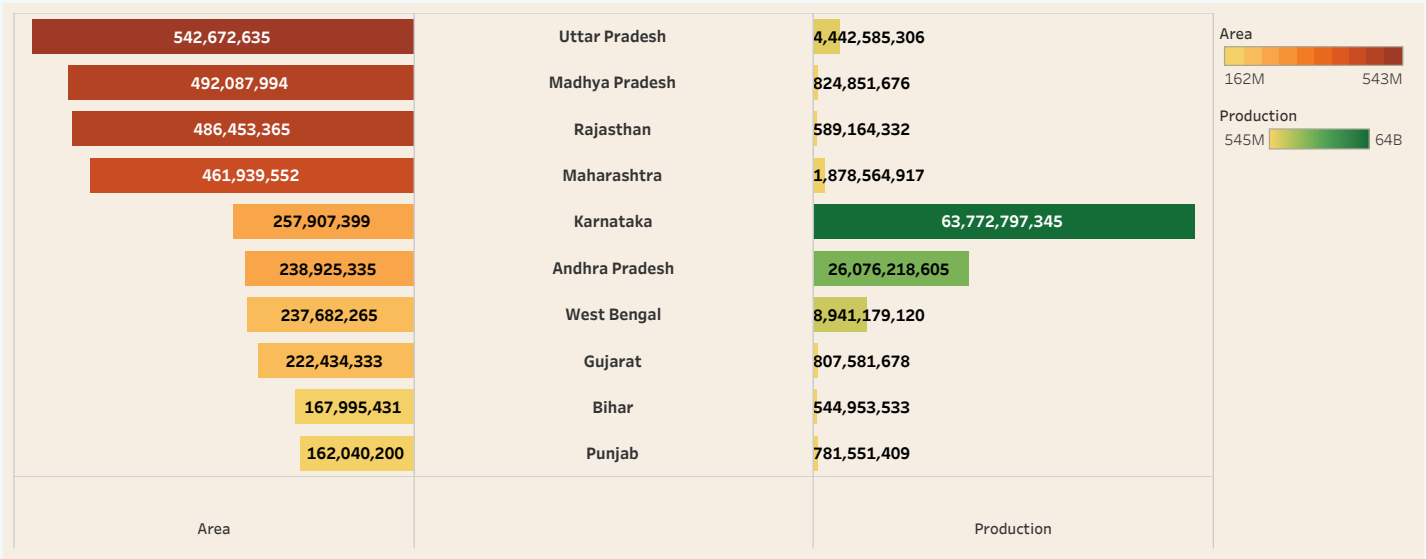 542,672,635 Uttar Pradesh 4,442,585,306
492,087,994 Madhya Pradesh 824,851,676
486,453,365 Rajasthan 589,164,332
461,939,552 Maharashtra 1,878,564,917
257,907,399 Karnataka 63,772,797,345
238,925,335 Andhra Pradesh 26,076,218,605
237,682,265 West Bengal 8,941,179,120
222,434,333 Gujarat 807,581,678
167,995,431 Bihar 544,953,533
162,040,200 Punjab 781,551,409
Area Production
Area
162M 543M
Production
545M 64B